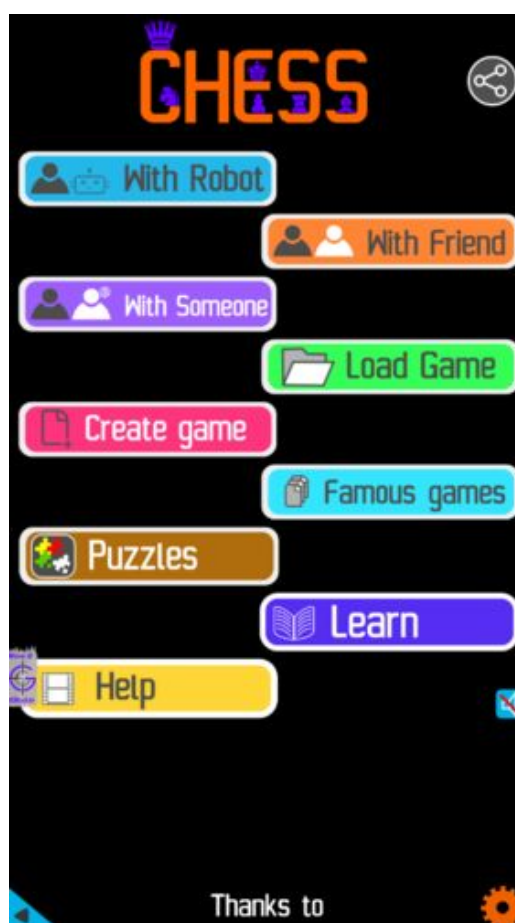 CHESS
With Robot
With Friend
With Someone
Load Game
Create game
Famous games
Puzzles
Learn
Help
Thanks to